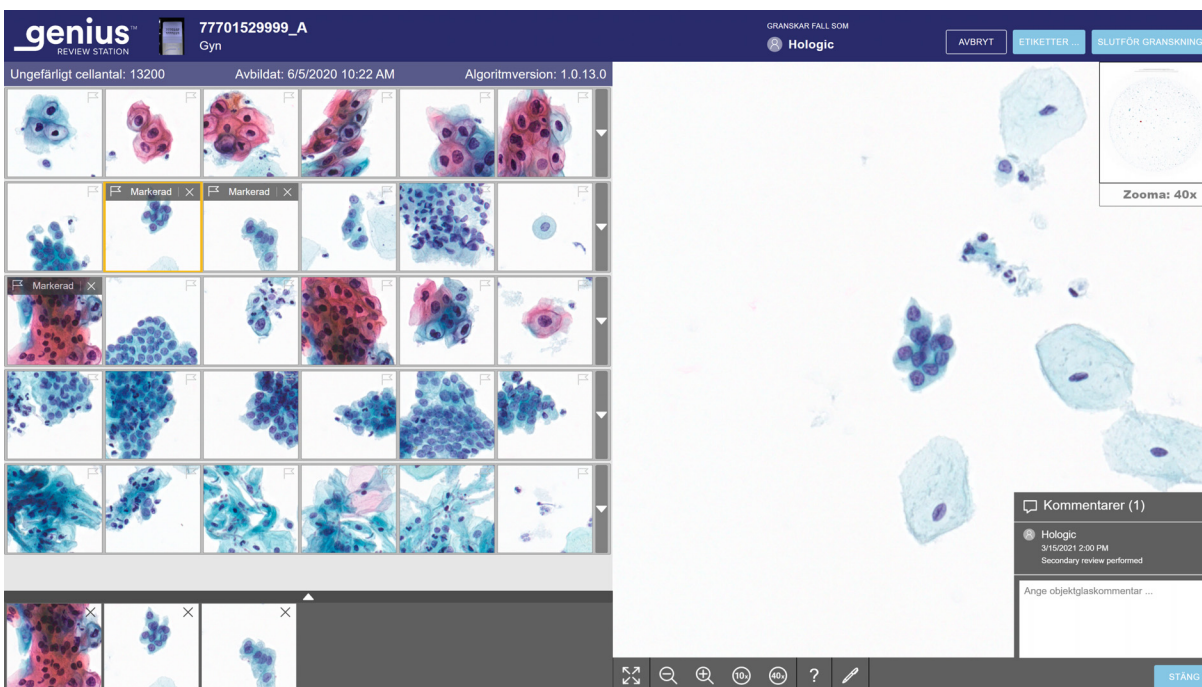 genius™
REVIEW STATION
77701529999_A
Gyn
GRANSKAR FALL SOM
Hologic
AVBRYT
ETIKETTER ...
SLUTFÖR GRANSKNING
Ungefärligt cellantal: 13200
Avbildat: 6/5/2020 10:22 AM
Algoritmversion: 1.0.13.0
Markerad
Markerad
Markerad
Zooma: 40x
Kommentarer (1)
Hologic
3/15/2021 2:00 PM
Secondary review performed
Ange objektglaskommentar ...
10x
40x
?
STÄNG